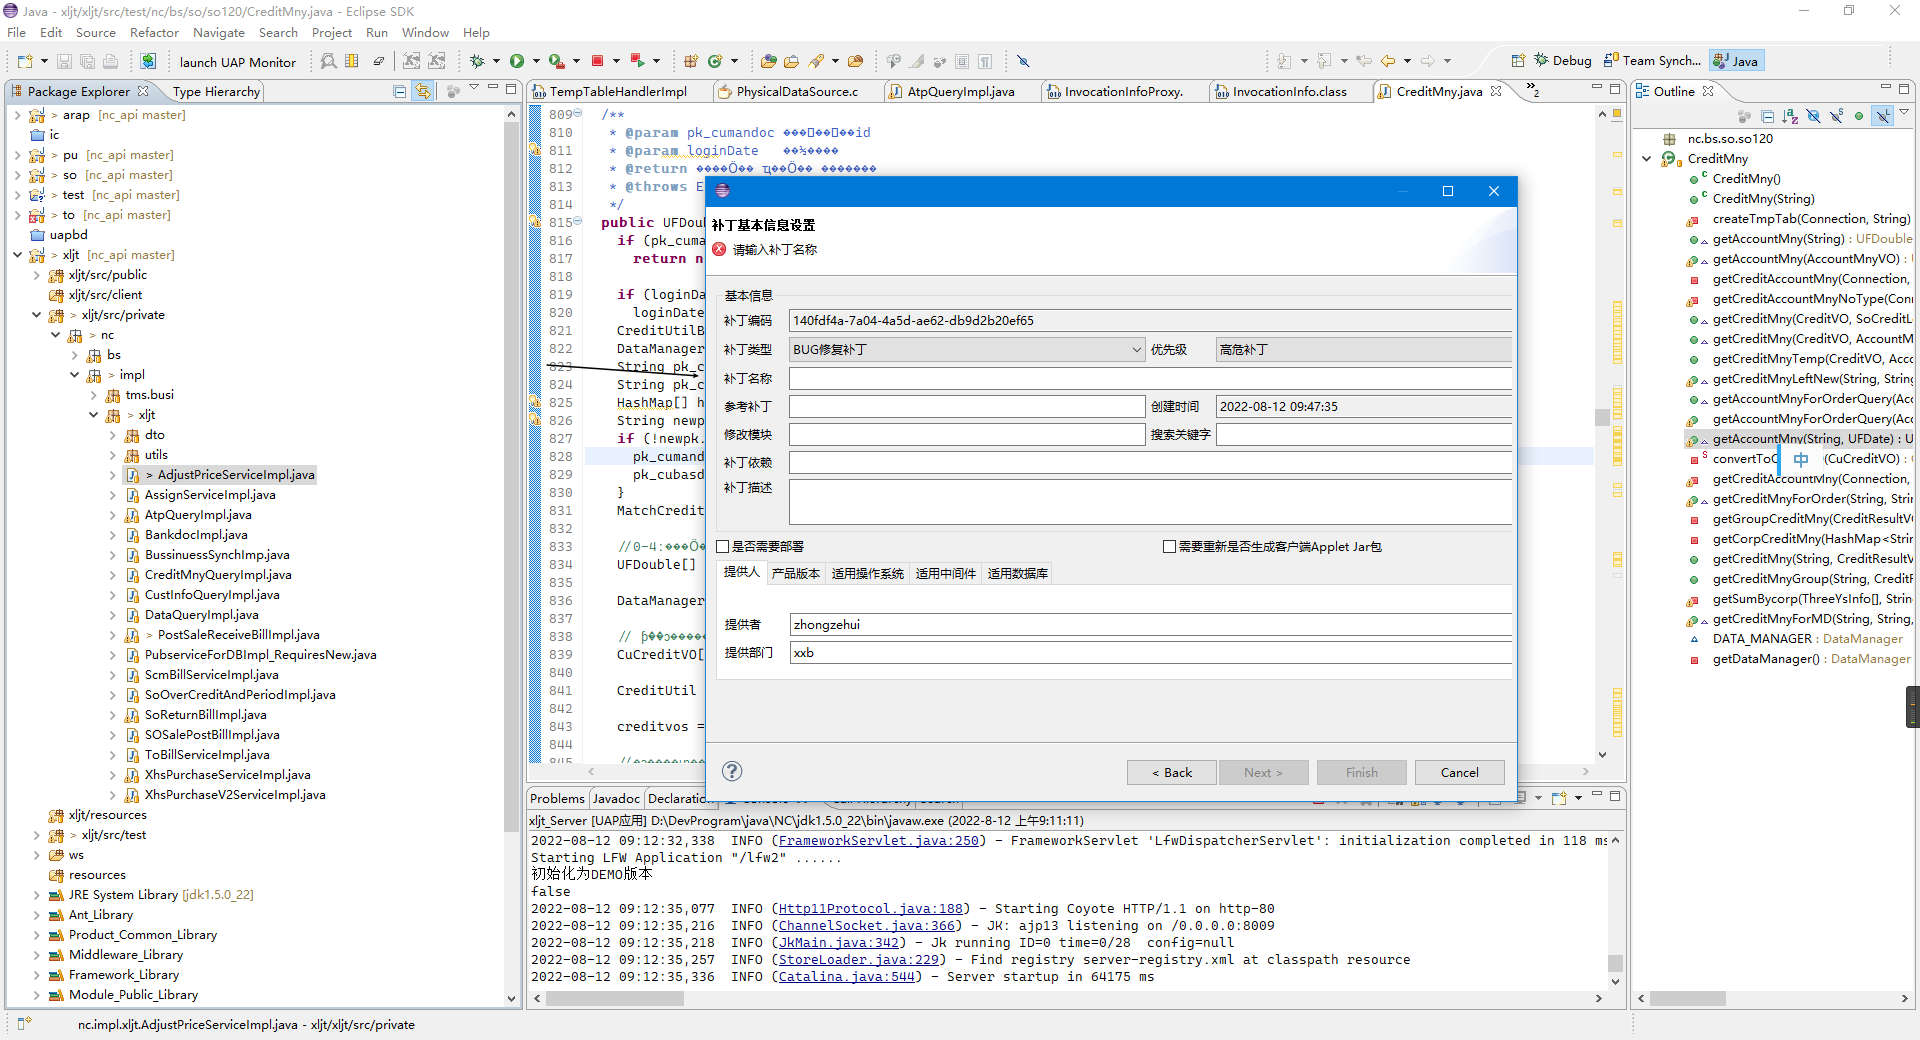 Java - xljt/xljt/src/test/nc/bs/so/so120/CreditMny.java - Eclipse SDK
File Edit Source Refactor Navigate Search Project Run Window Help
launch UAP Monitor
Debug Team Synch... Java
Package Explorer Type Hierarchy
> arap [nc_api master]
ic
> pu [nc_api master]
> so [nc_api master]
> test [nc_api master]
> to [nc_api master]
uapbd
> xljt [nc_api master]
xljt/src/public
xljt/src/client
> xljt/src/private
> nc
> bs
> impl
tms.busi
> xljt
dto
utils
> AdjustPriceServiceImpl.java
AssignServiceImpl.java
AtpQueryImpl.java
BankdocImpl.java
BussinuessSynchImp.java
CreditMnyQueryImpl.java
CustInfoQueryImpl.java
DataQueryImpl.java
> PostSaleReceiveBillImpl.java
PubserviceForDBImpl_RequiresNew.java
ScmBillServiceImpl.java
SoOverCreditAndPeriodImpl.java
SoReturnBillImpl.java
SOSalePostBillImpl.java
ToBillServiceImpl.java
XhsPurchaseServiceImpl.java
XhsPurchaseV2ServiceImpl.java
xljt/resources
> xljt/src/test
ws
resources
JRE System Library [jdk1.5.0_22]
Ant_Library
Product_Common_Library
Middleware_Library
Framework_Library
Module_Public_Library
nc.impl.xljt.AdjustPriceServiceImpl.java - xljt/xljt/src/private
TempTableHandlerImpl PhysicalDataSource.c AtpQueryImpl.java InvocationInfoProxy. InvocationInfo.class CreditMny.java »2
809 /**
810 * @param pk_cumandoc id
811 * @param loginDate
812 * @return
813 * @throws E
814 */
815 public UFDou
816 if (pk_cuma
817 return n
818
819 if (loginDa
820 loginDate
821 CreditUtilB
822 DataManager
823 String pk_c
824 String pk_c
825 HashMap[] h
826 String newp
827 if (!newpk.
828 pk_cumand
829 pk_cubasd
830 }
831 MatchCredit
832
833 //0-4:
834 UFDouble[]
835
836 DataManager
837
838 //
839 CuCreditVO[
840
841 CreditUtil
842
843 creditvos =
844
845 //
补丁基本信息设置
请输入补丁名称
基本信息
补丁编码 140fdf4a-7a04-4a5d-ae62-db9d2b20ef65
补丁类型 BUG修复补丁 优先级 高危补丁
补丁名称
参考补丁 创建时间 2022-08-12 09:47:35
修改模块 搜索关键字
补丁依赖
补丁描述
是否需要部署 需要重新是否生成客户端Applet Jar包
提供人 产品版本 适用操作系统 适用中间件 适用数据库
提供者 zhongzehui
提供部门 xxb
< Back Next > Finish Cancel
Problems Javadoc Declaration
xljt_Server [UAP应用] D:\DevProgram\java\NC\jdk1.5.0_22\bin\javaw.exe (2022-8-12 上午9:11:11)
2022-08-12 09:12:32,338 INFO (FrameworkServlet.java:250) - FrameworkServlet 'LfwDispatcherServlet': initialization completed in 118 ms
Starting LFW Application "/lfw2" ......
初始化为DEMO版本
false
2022-08-12 09:12:35,077 INFO (Http11Protocol.java:188) - Starting Coyote HTTP/1.1 on http-80
2022-08-12 09:12:35,216 INFO (ChannelSocket.java:366) - JK: ajp13 listening on /0.0.0.0:8009
2022-08-12 09:12:35,218 INFO (JkMain.java:342) - Jk running ID=0 time=0/28 config=null
2022-08-12 09:12:35,257 INFO (StoreLoader.java:229) - Find registry server-registry.xml at classpath resource
2022-08-12 09:12:35,336 INFO (Catalina.java:544) - Server startup in 64175 ms
Outline
nc.bs.so.so120
CreditMny
CreditMny()
CreditMny(String)
createTmpTab(Connection, String)
getAccountMny(String) : UFDouble
getAccountMny(AccountMnyVO) : U
getCreditAccountMny(Connection,
getCreditAccountMnyNoType(Conn
getCreditMny(CreditVO, SoCreditL
getCreditMny(CreditVO, AccountM
getCreditMnyTemp(CreditVO, Acco
getCreditMnyLeftNew(String, String
getCreditMnyForOrderQuery(Acc
getCreditMnyForOrderQuery(Acc
getAccountMny(String, UFDate) : U
convertToC 中 (CuCreditVO) :
getCreditAccountMny(Connection,
getCreditMnyForOrder(String, Strin
getGroupCreditMny(CreditResultVO
getCorpCreditMny(HashMap<String
getCreditMny(String, CreditResultV
getCreditMnyGroup(String, CreditR
getSumBycorp(ThreeYsInfo[], String
getCreditMnyForMD(String, String,
DATA_MANAGER : DataManager
getDataManager() : DataManager